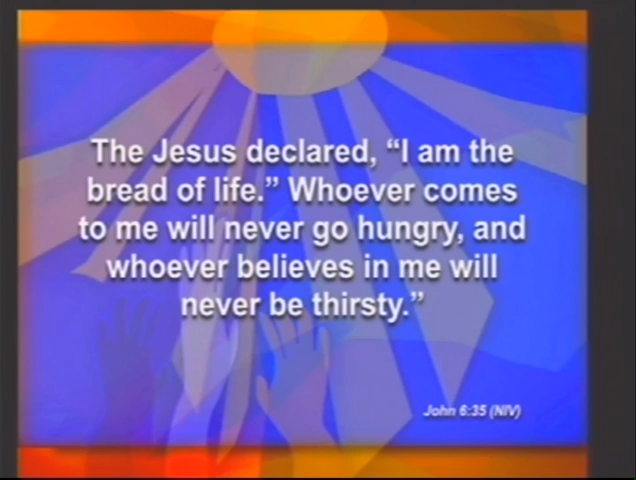 The Jesus declared, “I am the
bread of life.” Whoever comes
to me will never go hungry, and
whoever believes in me will
never be thirsty.”
John 6:35 (NIV)